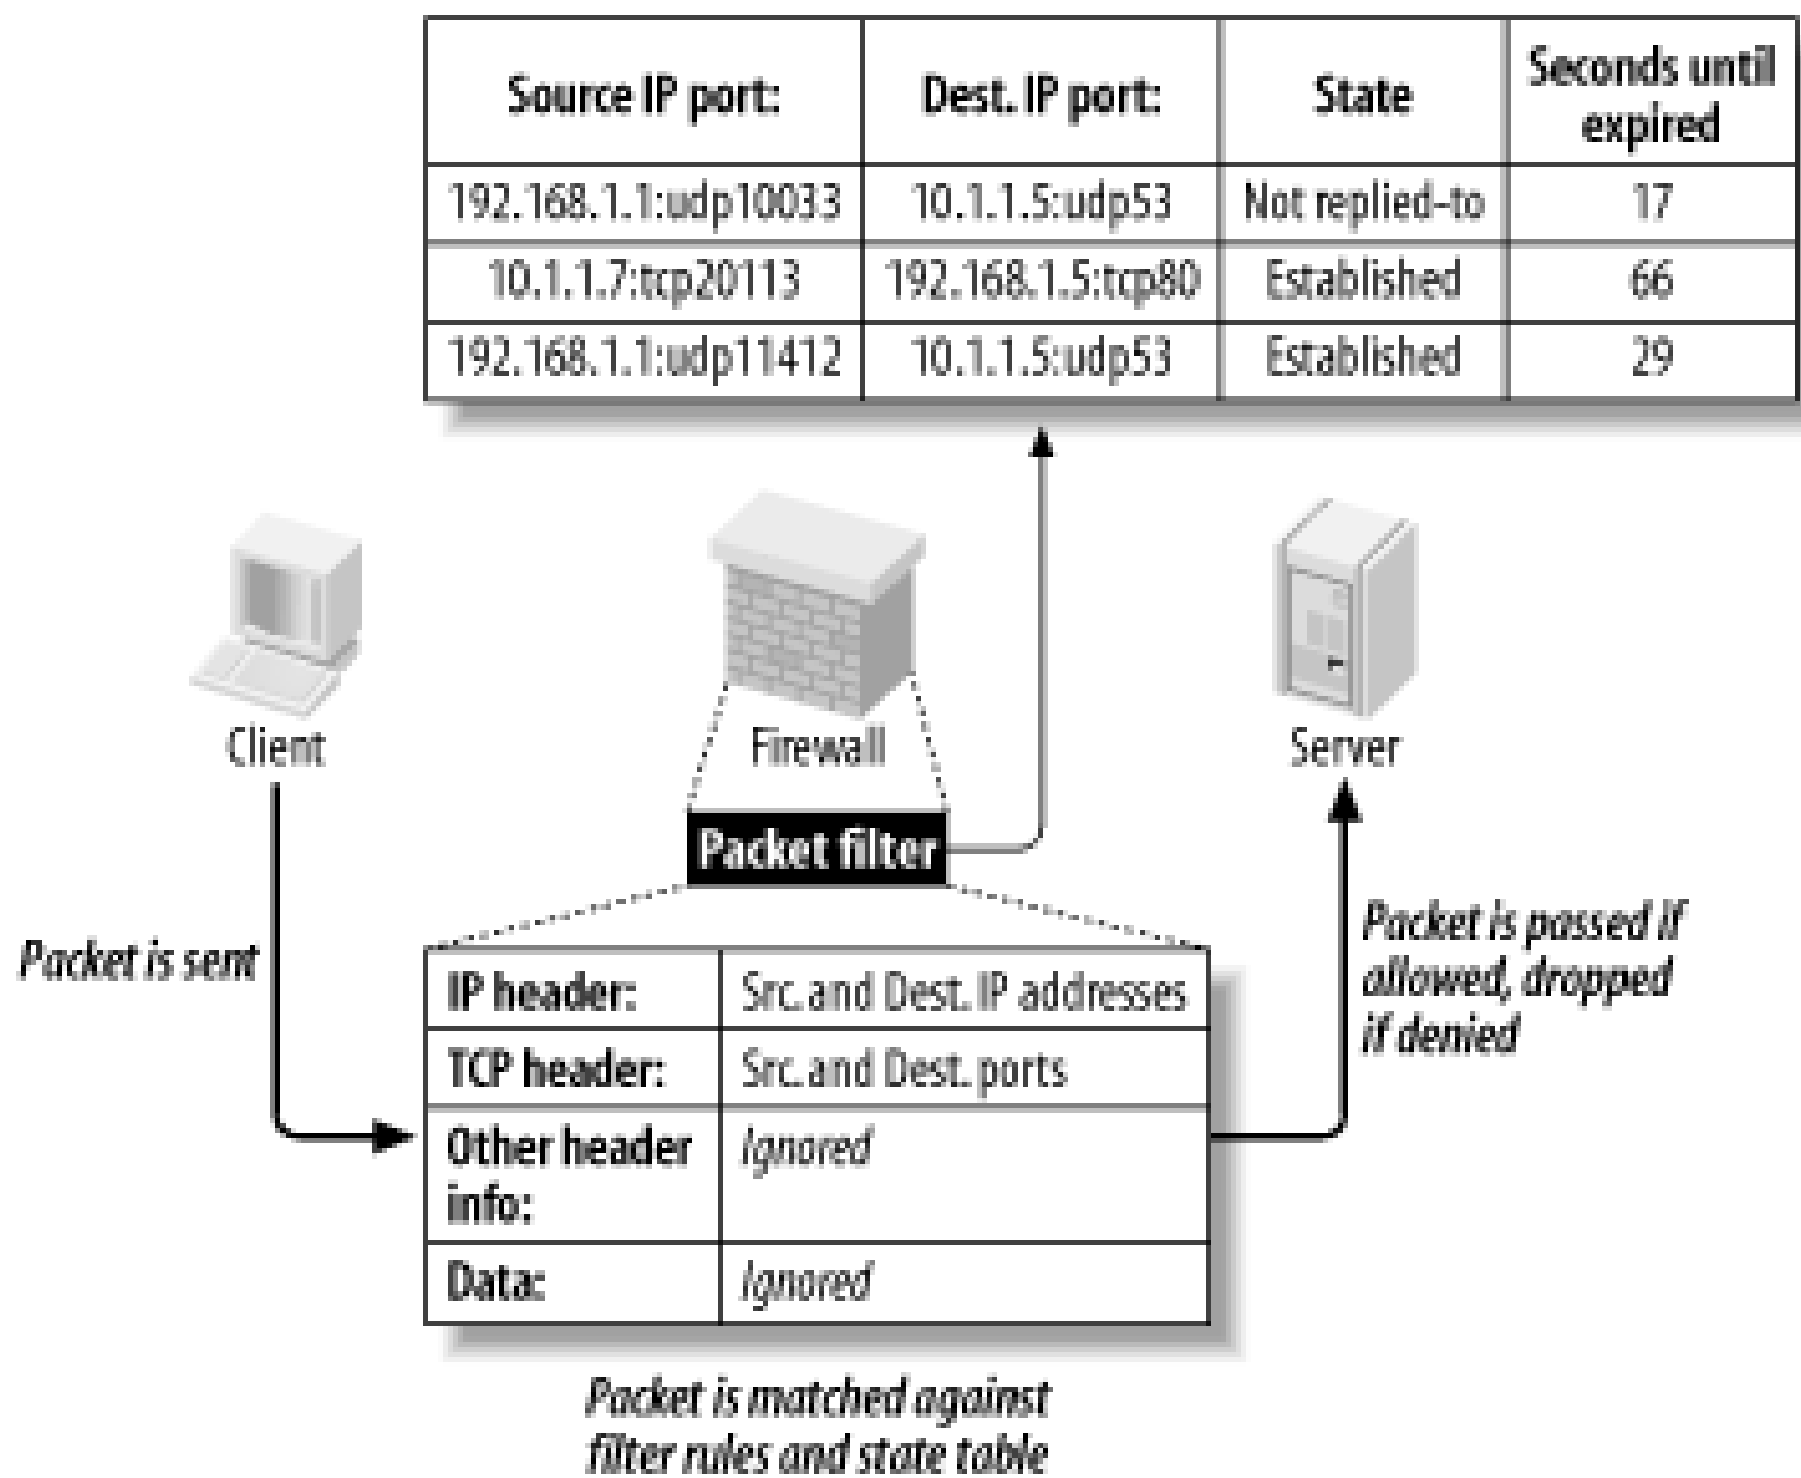 Source IP port: Dest. IP port: State Seconds until
expired
192.168.1.1:udp10033 10.1.1.5:udp53 Not replied-to 17
10.1.1.7:tcp20113 192.168.1.5:tcp80 Established 66
192.168.1.1:udp11412 10.1.1.5:udp53 Established 29
Client
Firewall
Server
Packet filter
Packet is sent
Packet is passed if
allowed, dropped
if denied
IP header: Src. and Dest. IP addresses
TCP header: Src. and Dest. ports
Other header Ignored
info:
Data: Ignored
Packet is matched against
filter rules and state table